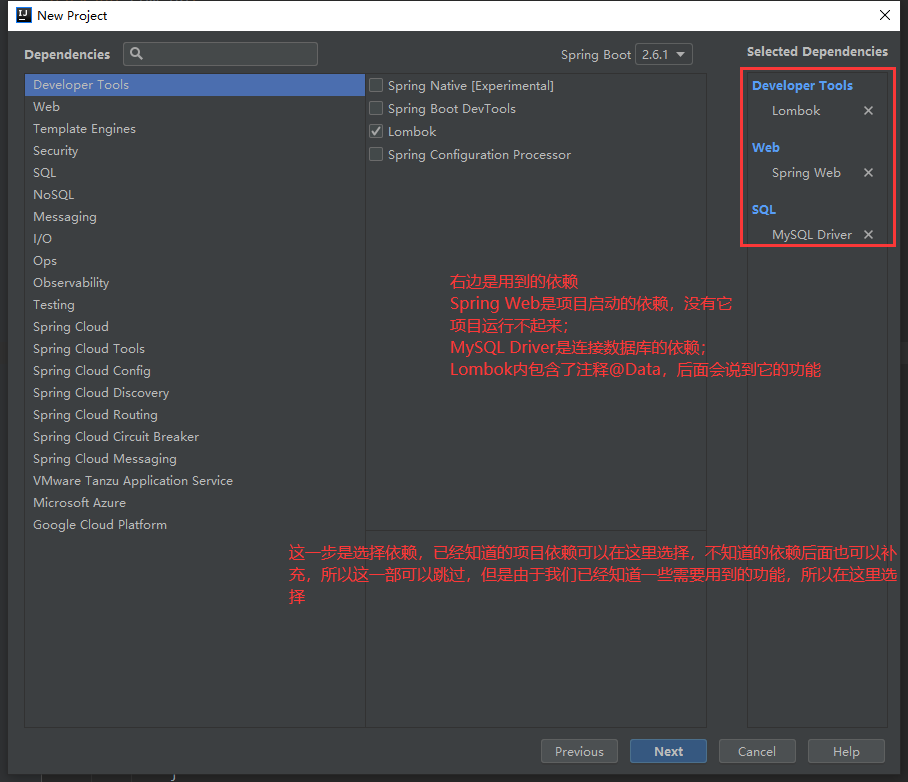 New Project
Dependencies
Spring Boot 2.6.1
Selected Dependencies
Developer Tools
Web
Template Engines
Security
SQL
NoSQL
Messaging
I/O
Ops
Observability
Testing
Spring Cloud
Spring Cloud Tools
Spring Cloud Config
Spring Cloud Discovery
Spring Cloud Routing
Spring Cloud Circuit Breaker
Spring Cloud Messaging
VMware Tanzu Application Service
Microsoft Azure
Google Cloud Platform
Spring Native [Experimental]
Spring Boot DevTools
Lombok
Spring Configuration Processor
Developer Tools
Lombok
Web
Spring Web
SQL
MySQL Driver
右边是用到的依赖
Spring Web是项目启动的依赖，没有它
项目运行不起来；
MySQL Driver是连接数据库的依赖；
Lombok内包含了注释@Data，后面会说到它的功能
这一步是选择依赖，已经知道的项目依赖可以在这里选择，不知道的依赖后面也可以补
充，所以这一部可以跳过，但是由于我们已经知道一些需要用到的功能，所以在这里选
择
Previous
Next
Cancel
Help